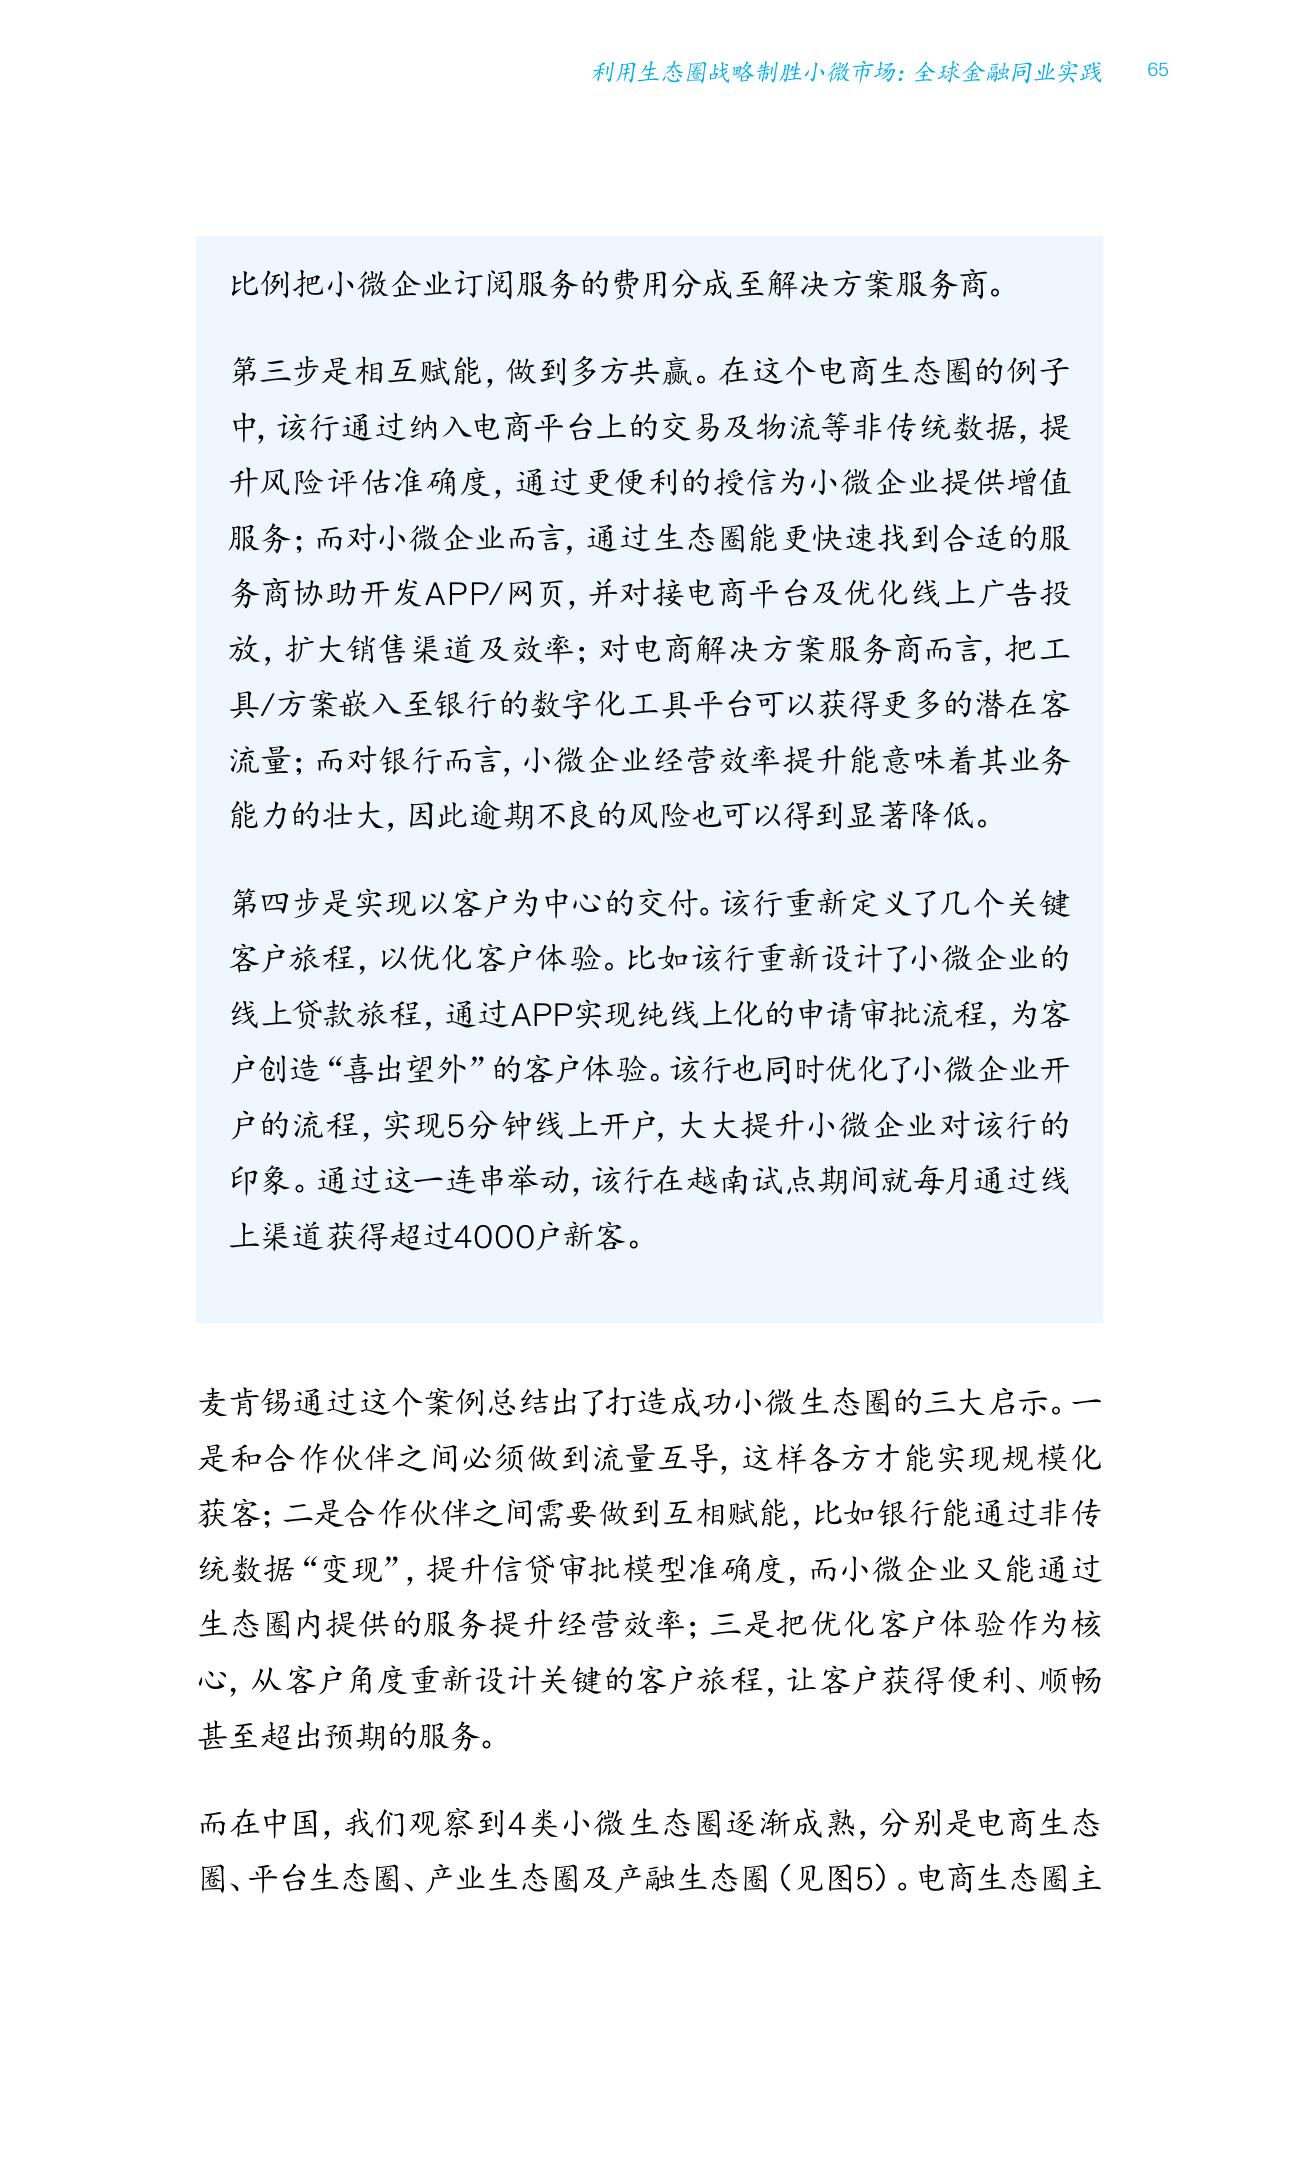 利用生态圈战略制胜小微市场：全球金融同业实践 65
比例把小微企业订阅服务的费用分成至解决方案服务商。
第三步是相互赋能，做到多方共赢。在这个电商生态圈的例子
中，该行通过纳入电商平台上的交易及物流等非传统数据，提
升风险评估准确度，通过更便利的授信为小微企业提供增值
服务；而对小微企业而言，通过生态圈能更快速找到合适的服
务商协助开发APP/网页，并对接电商平台及优化线上广告投
放，扩大销售渠道及效率；对电商解决方案服务商而言，把工
具/方案嵌入至银行的数字化工具平台可以获得更多的潜在客
流量；而对银行而言，小微企业经营效率提升能意味着其业务
能力的壮大，因此逾期不良的风险也可以得到显著降低。
第四步是实现以客户为中心的交付。该行重新定义了几个关键
客户旅程，以优化客户体验。比如该行重新设计了小微企业的
线上贷款旅程，通过APP实现纯线上化的申请审批流程，为客
户创造“喜出望外”的客户体验。该行也同时优化了小微企业开
户的流程，实现5分钟线上开户，大大提升小微企业对该行的
印象。通过这一连串举动，该行在越南试点期间就每月通过线
上渠道获得超过4000户新客。
麦肯锡通过这个案例总结出了打造成功小微生态圈的三大启示。一
是和合作伙伴之间必须做到流量互导，这样各方才能实现规模化
获客；二是合作伙伴之间需要做到互相赋能，比如银行能通过非传
统数据“变现”，提升信贷审批模型准确度，而小微企业又能通过
生态圈内提供的服务提升经营效率；三是把优化客户体验作为核
心，从客户角度重新设计关键的客户旅程，让客户获得便利、顺畅
甚至超出预期的服务。
而在中国，我们观察到4类小微生态圈逐渐成熟，分别是电商生态
圈、平台生态圈、产业生态圈及产融生态圈（见图5）。电商生态圈主